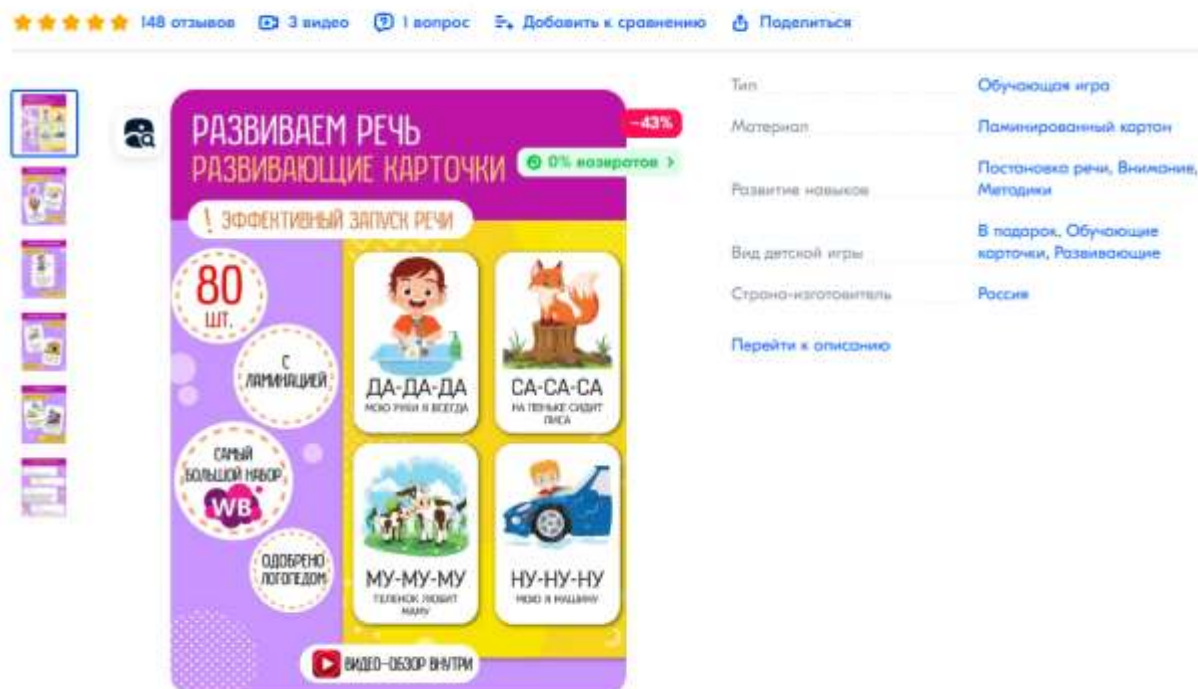 148 отзывов
3 видео
1 вопрос
Добавить к сравнению
Поделиться
РАЗВИВАЕМ РЕЧЬ
РАЗВИВАЮЩИЕ КАРТОЧКИ
-43%
0% возвратов >
! ЭФФЕКТИВНЫЙ ЗАПУСК РЕЧИ
80
ШТ.
С
ЛАМИНАЦИЕЙ
САМЫЙ
БОЛЬШОЙ НАБОР
WB
ОДОБРЕНО
ЛОГОПЕДОМ
ДА-ДА-ДА
МОЮ РУКИ Я ВСЕГДА
СА-СА-СА
НА ПЕНЬКЕ СИДИТ
ЛИСА
МУ-МУ-МУ
ТЕЛЕНОК ЛЮБИТ
МАМУ
НУ-НУ-НУ
МОЮ Я МАШИНУ
ВИДЕО-ОБЗОР ВНУТРИ
Тип
Обучающая игра
Материал
Ламинированный картон
Развитие навыков
Постановка речи, Внимание,
Методики
Вид детской игры
В подарок, Обучающие
карточки, Развивающие
Страна-изготовитель
Россия
Перейти к описанию